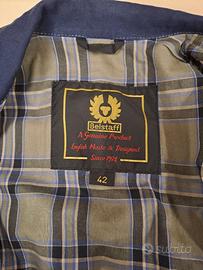 Belstaff
A Genuine Product
English Made & Designed
Since 1924
42
subito